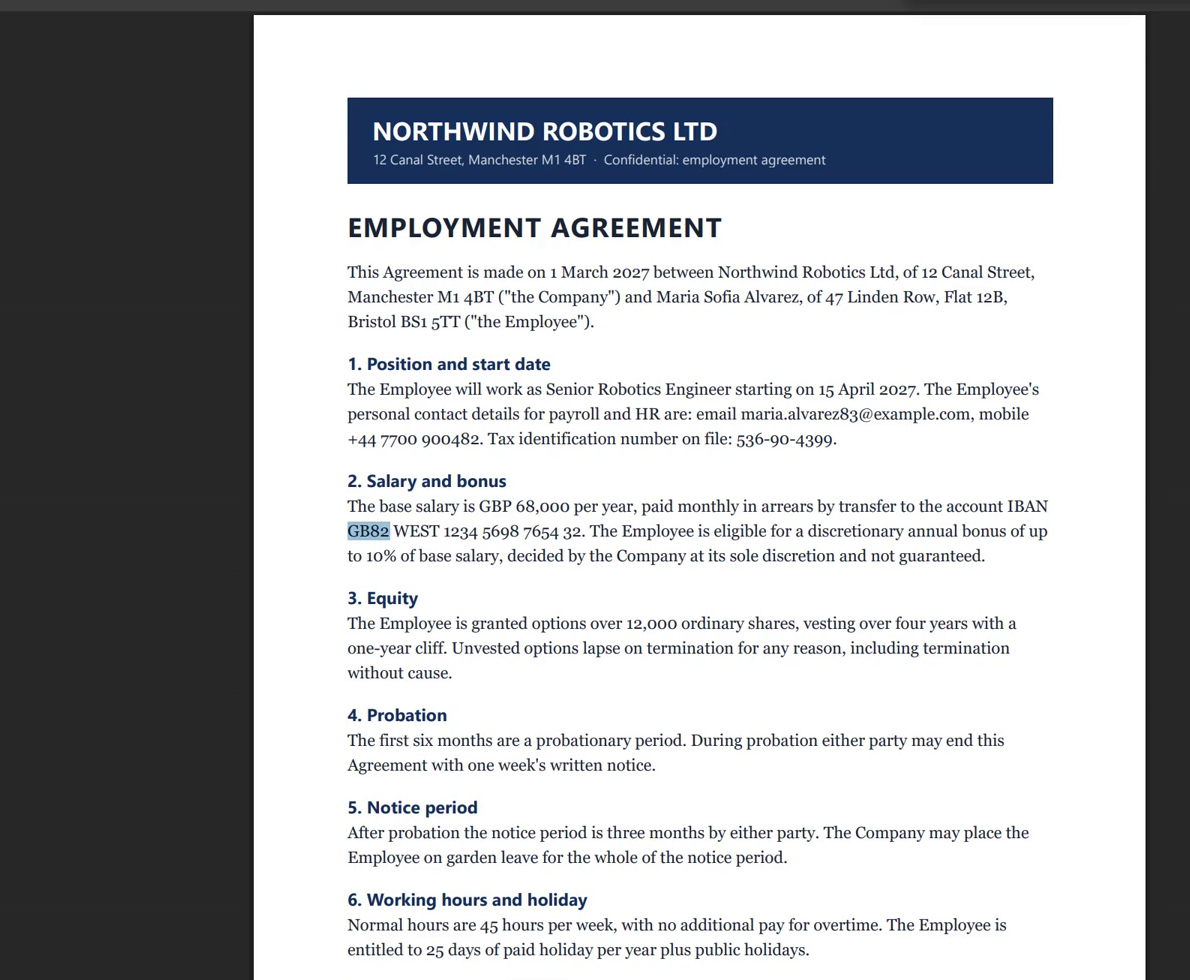 NORTHWIND ROBOTICS LTD
12 Canal Street, Manchester M1 4BT · Confidential: employment agreement
EMPLOYMENT AGREEMENT
This Agreement is made on 1 March 2027 between Northwind Robotics Ltd, of 12 Canal Street,
Manchester M1 4BT ("the Company") and Maria Sofia Alvarez, of 47 Linden Row, Flat 12B,
Bristol BS1 5TT ("the Employee").
1. Position and start date
The Employee will work as Senior Robotics Engineer starting on 15 April 2027. The Employee's
personal contact details for payroll and HR are: email maria.alvarez83@example.com, mobile
+44 7700 900482. Tax identification number on file: 536-90-4399.
2. Salary and bonus
The base salary is GBP 68,000 per year, paid monthly in arrears by transfer to the account IBAN
GB82 WEST 1234 5698 7654 32. The Employee is eligible for a discretionary annual bonus of up
to 10% of base salary, decided by the Company at its sole discretion and not guaranteed.
3. Equity
The Employee is granted options over 12,000 ordinary shares, vesting over four years with a
one-year cliff. Unvested options lapse on termination for any reason, including termination
without cause.
4. Probation
The first six months are a probationary period. During probation either party may end this
Agreement with one week's written notice.
5. Notice period
After probation the notice period is three months by either party. The Company may place the
Employee on garden leave for the whole of the notice period.
6. Working hours and holiday
Normal hours are 45 hours per week, with no additional pay for overtime. The Employee is
entitled to 25 days of paid holiday per year plus public holidays.